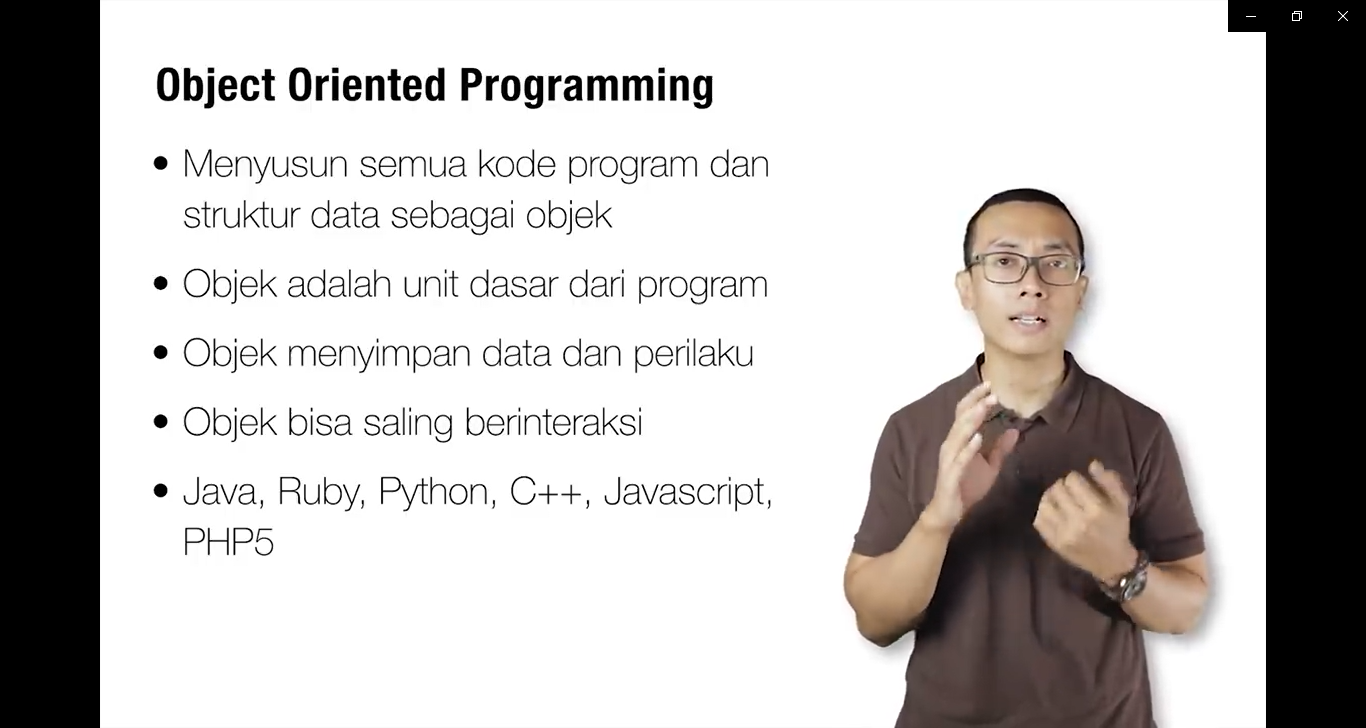 Object Oriented Programming
• Menyusun semua kode program dan
struktur data sebagai objek
• Objek adalah unit dasar dari program
• Objek menyimpan data dan perilaku
• Objek bisa saling berinteraksi
• Java, Ruby, Python, C++, Javascript,
PHP5